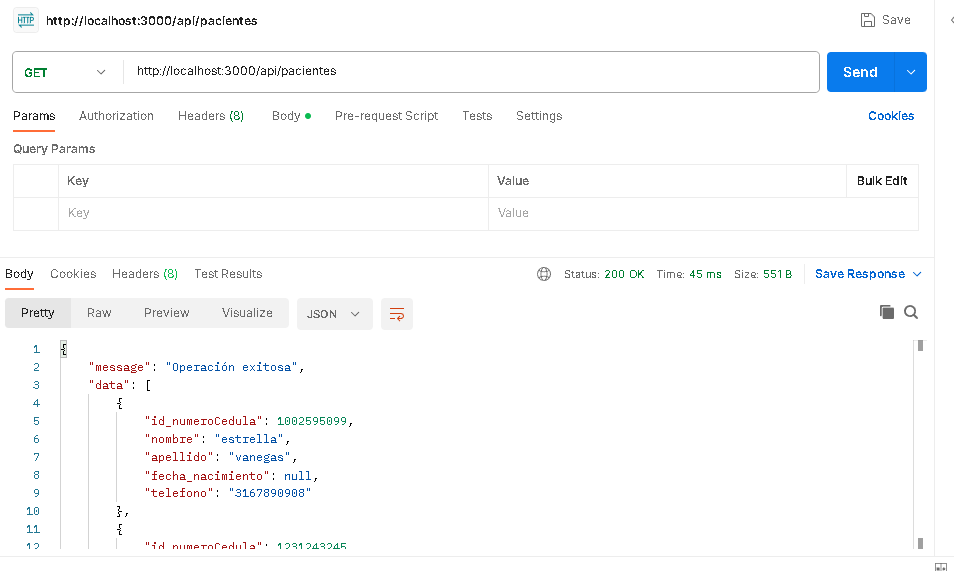 HTTP http://localhost:3000/api/pacientes Save
GET http://localhost:3000/api/pacientes Send
Params Authorization Headers (8) Body Pre-request Script Tests Settings Cookies
Query Params
Key Value Bulk Edit
Key Value
Body Cookies Headers (8) Test Results Status: 200 OK Time: 45 ms Size: 551 B Save Response
Pretty Raw Preview Visualize JSON
1 {
2 "message": "Operación exitosa",
3 "data": [
4 {
5 "id_numeroCedula": 1002595099,
6 "nombre": "estrella",
7 "apellido": "vanegas",
8 "fecha_nacimiento": null,
9 "telefono": "3167890908"
10 },
11 {
12 "id_numeroCedula": 1231243245,